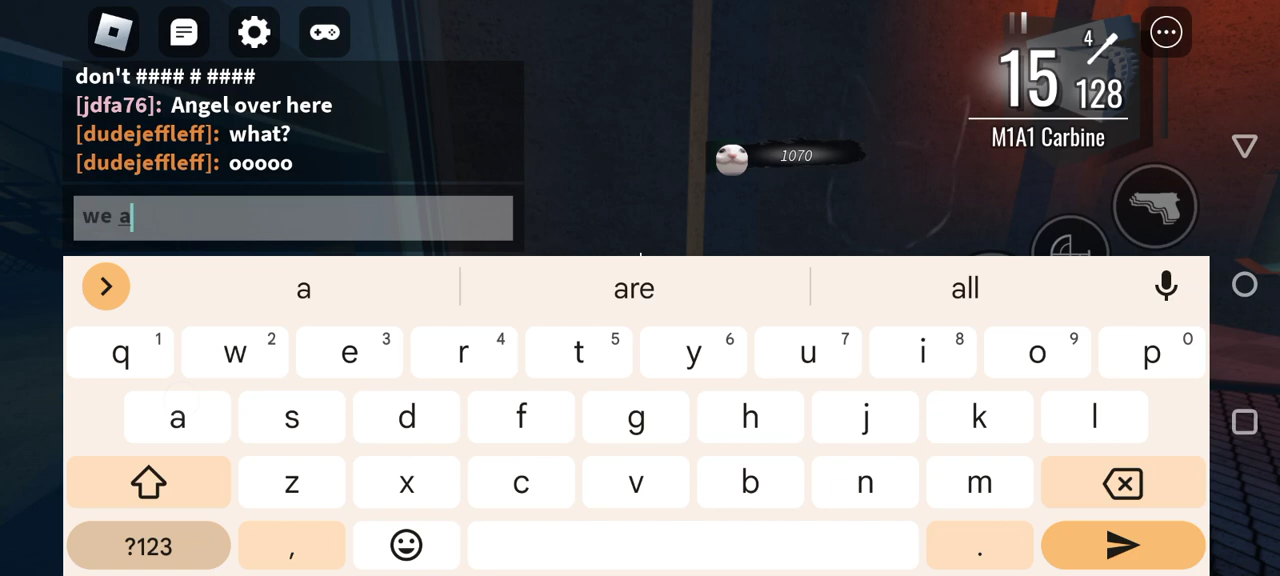 don't #### # ####
[jdfa76]: Angel over here
[dudejeffleff]: what?
[dudejeffleff]: ooooo
we a
4
15 128
M1A1 Carbine
1070
a are all
q 1 w 2 e 3 r 4 t 5 y 6 u 7 i 8 o 9 p 0
a s d f g h j k l
z x c v b n m
?123 , .